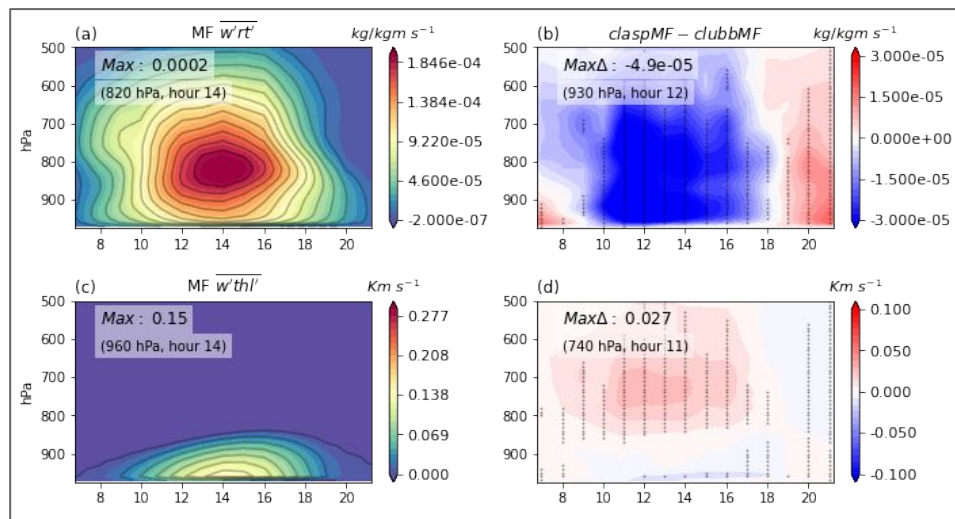 (a) MF w'rt' kg/kgm s⁻¹
Max : 0.0002
(820 hPa, hour 14)
500
600
700
800
900
hPa
8 10 12 14 16 18 20
1.846e-04
1.384e-04
9.220e-05
4.600e-05
-2.000e-07
(b) claspMF − clubbMF kg/kgm s⁻¹
MaxΔ : -4.9e-05
(930 hPa, hour 12)
500
600
700
800
900
8 10 12 14 16 18 20
3.000e-05
1.500e-05
0.000e+00
-1.500e-05
-3.000e-05
(c) MF w'thl' Km s⁻¹
Max : 0.15
(960 hPa, hour 14)
500
600
700
800
900
hPa
8 10 12 14 16 18 20
0.277
0.208
0.138
0.069
0.000
(d) Km s⁻¹
MaxΔ : 0.027
(740 hPa, hour 11)
500
600
700
800
900
8 10 12 14 16 18 20
0.100
0.050
0.000
-0.050
-0.100